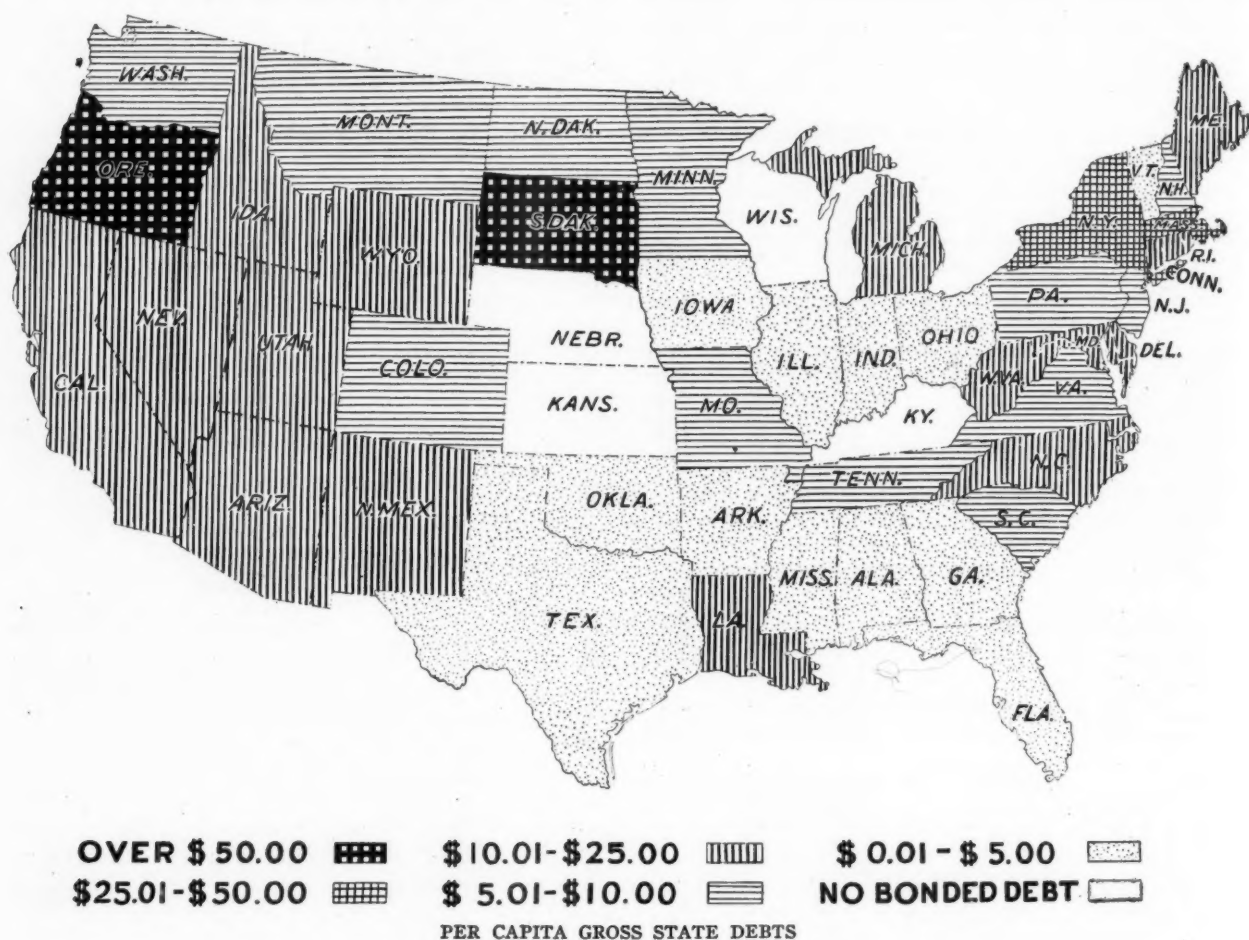 WASH.
MONT.
N. DAK.
MINN.
ME.
ORE.
IDA.
S. DAK.
WIS.
MICH.
V.T.
N.H.
N.Y.
MASS.
R.I.
CONN.
WYO.
IOWA
PA.
N.J.
NEV.
UTAH
COLO.
NEBR.
ILL.
IND.
OHIO
MD.
DEL.
W.VA.
VA.
CAL.
KANS.
MO.
KY.
ARIZ.
N.MEX.
OKLA.
ARK.
TENN.
N.C.
S.C.
TEX.
LA.
MISS.
ALA.
GA.
FLA.
OVER $50.00 $10.01-$25.00 $0.01-$5.00
$25.01-$50.00 $5.01-$10.00 NO BONDED DEBT
PER CAPITA GROSS STATE DEBTS